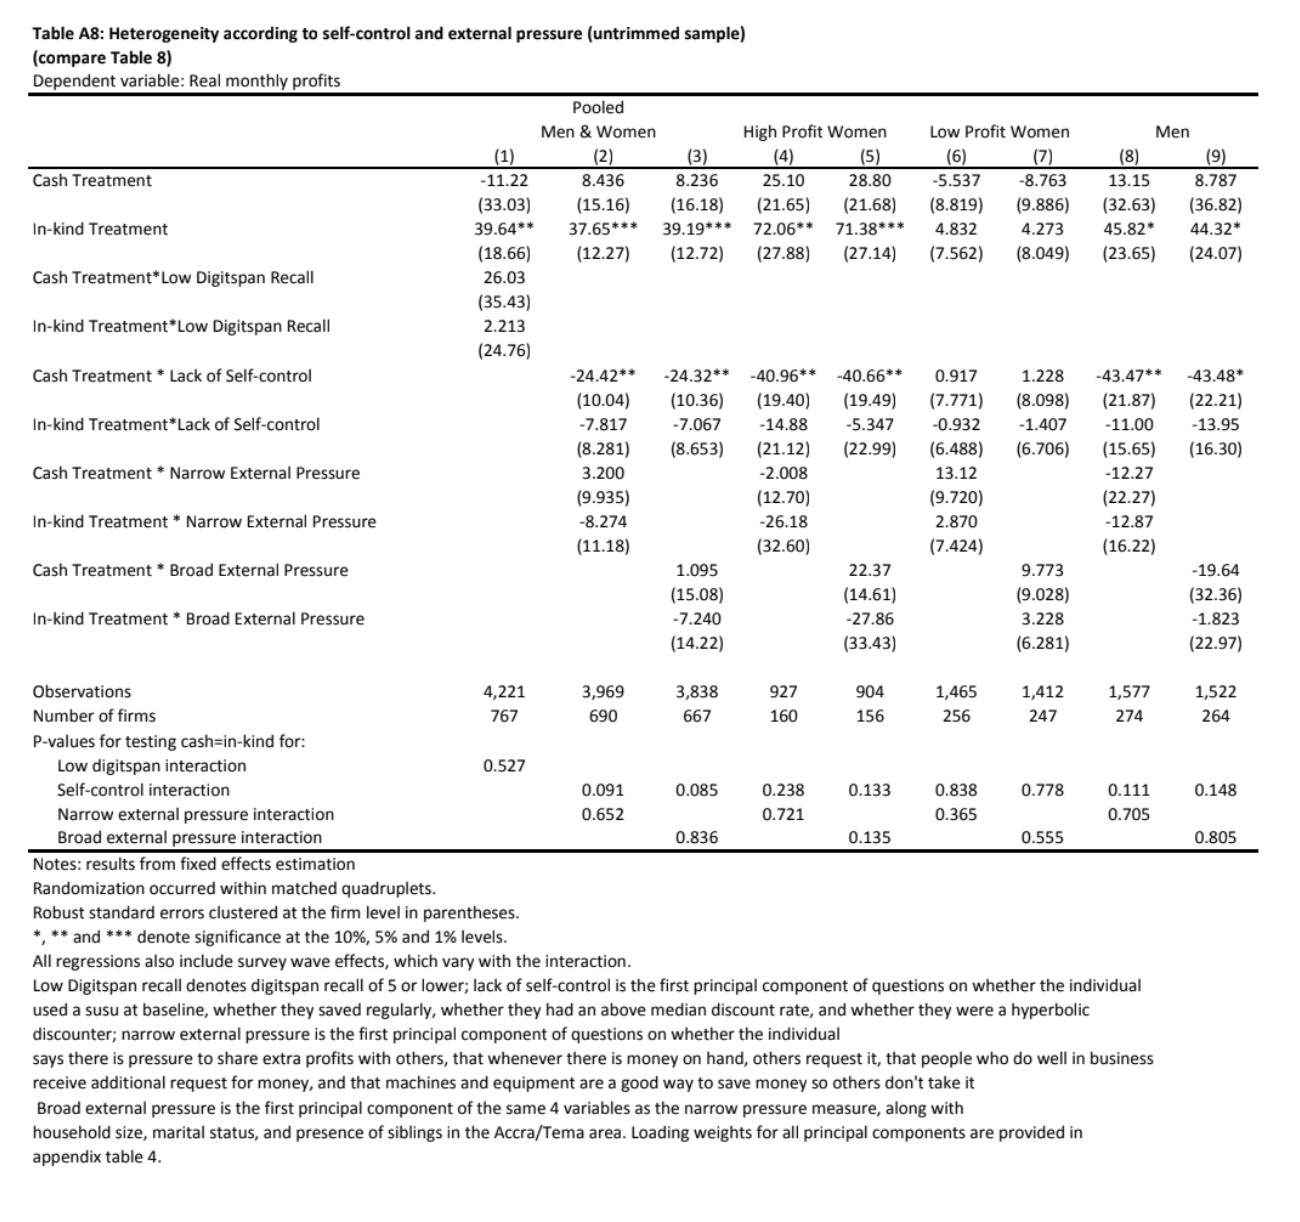 Table A8: Heterogeneity according to self-control and external pressure (untrimmed sample)
(compare Table 8)
Dependent variable: Real monthly profits
Pooled
Men & Women High Profit Women Low Profit Women Men
(1) (2) (3) (4) (5) (6) (7) (8) (9)
Cash Treatment -11.22 8.436 8.236 25.10 28.80 -5.537 -8.763 13.15 8.787
(33.03) (15.16) (16.18) (21.65) (21.68) (8.819) (9.886) (32.63) (36.82)
In-kind Treatment 39.64** 37.65*** 39.19*** 72.06** 71.38*** 4.832 4.273 45.82* 44.32*
(18.66) (12.27) (12.72) (27.88) (27.14) (7.562) (8.049) (23.65) (24.07)
Cash Treatment*Low Digitspan Recall 26.03
(35.43)
In-kind Treatment*Low Digitspan Recall 2.213
(24.76)
Cash Treatment * Lack of Self-control -24.42** -24.32** -40.96** -40.66** 0.917 1.228 -43.47** -43.48*
(10.04) (10.36) (19.40) (19.49) (7.771) (8.098) (21.87) (22.21)
In-kind Treatment*Lack of Self-control -7.817 -7.067 -14.88 -5.347 -0.932 -1.407 -11.00 -13.95
(8.281) (8.653) (21.12) (22.99) (6.488) (6.706) (15.65) (16.30)
Cash Treatment * Narrow External Pressure 3.200 -2.008 13.12 -12.27
(9.935) (12.70) (9.720) (22.27)
In-kind Treatment * Narrow External Pressure -8.274 -26.18 2.870 -12.87
(11.18) (32.60) (7.424) (16.22)
Cash Treatment * Broad External Pressure 1.095 22.37 9.773 -19.64
(15.08) (14.61) (9.028) (32.36)
In-kind Treatment * Broad External Pressure -7.240 -27.86 3.228 -1.823
(14.22) (33.43) (6.281) (22.97)
Observations 4,221 3,969 3,838 927 904 1,465 1,412 1,577 1,522
Number of firms 767 690 667 160 156 256 247 274 264
P-values for testing cash=in-kind for:
Low digitspan interaction 0.527
Self-control interaction 0.091 0.085 0.238 0.133 0.838 0.778 0.111 0.148
Narrow external pressure interaction 0.652 0.721 0.365 0.705
Broad external pressure interaction 0.836 0.135 0.555 0.805
Notes: results from fixed effects estimation
Randomization occurred within matched quadruplets.
Robust standard errors clustered at the firm level in parentheses.
*, ** and *** denote significance at the 10%, 5% and 1% levels.
All regressions also include survey wave effects, which vary with the interaction.
Low Digitspan recall denotes digitspan recall of 5 or lower; lack of self-control is the first principal component of questions on whether the individual
used a susu at baseline, whether they saved regularly, whether they had an above median discount rate, and whether they were a hyperbolic
discounter; narrow external pressure is the first principal component of questions on whether the individual
says there is pressure to share extra profits with others, that whenever there is money on hand, others request it, that people who do well in business
receive additional request for money, and that machines and equipment are a good way to save money so others don't take it
Broad external pressure is the first principal component of the same 4 variables as the narrow pressure measure, along with
household size, marital status, and presence of siblings in the Accra/Tema area. Loading weights for all principal components are provided in
appendix table 4.